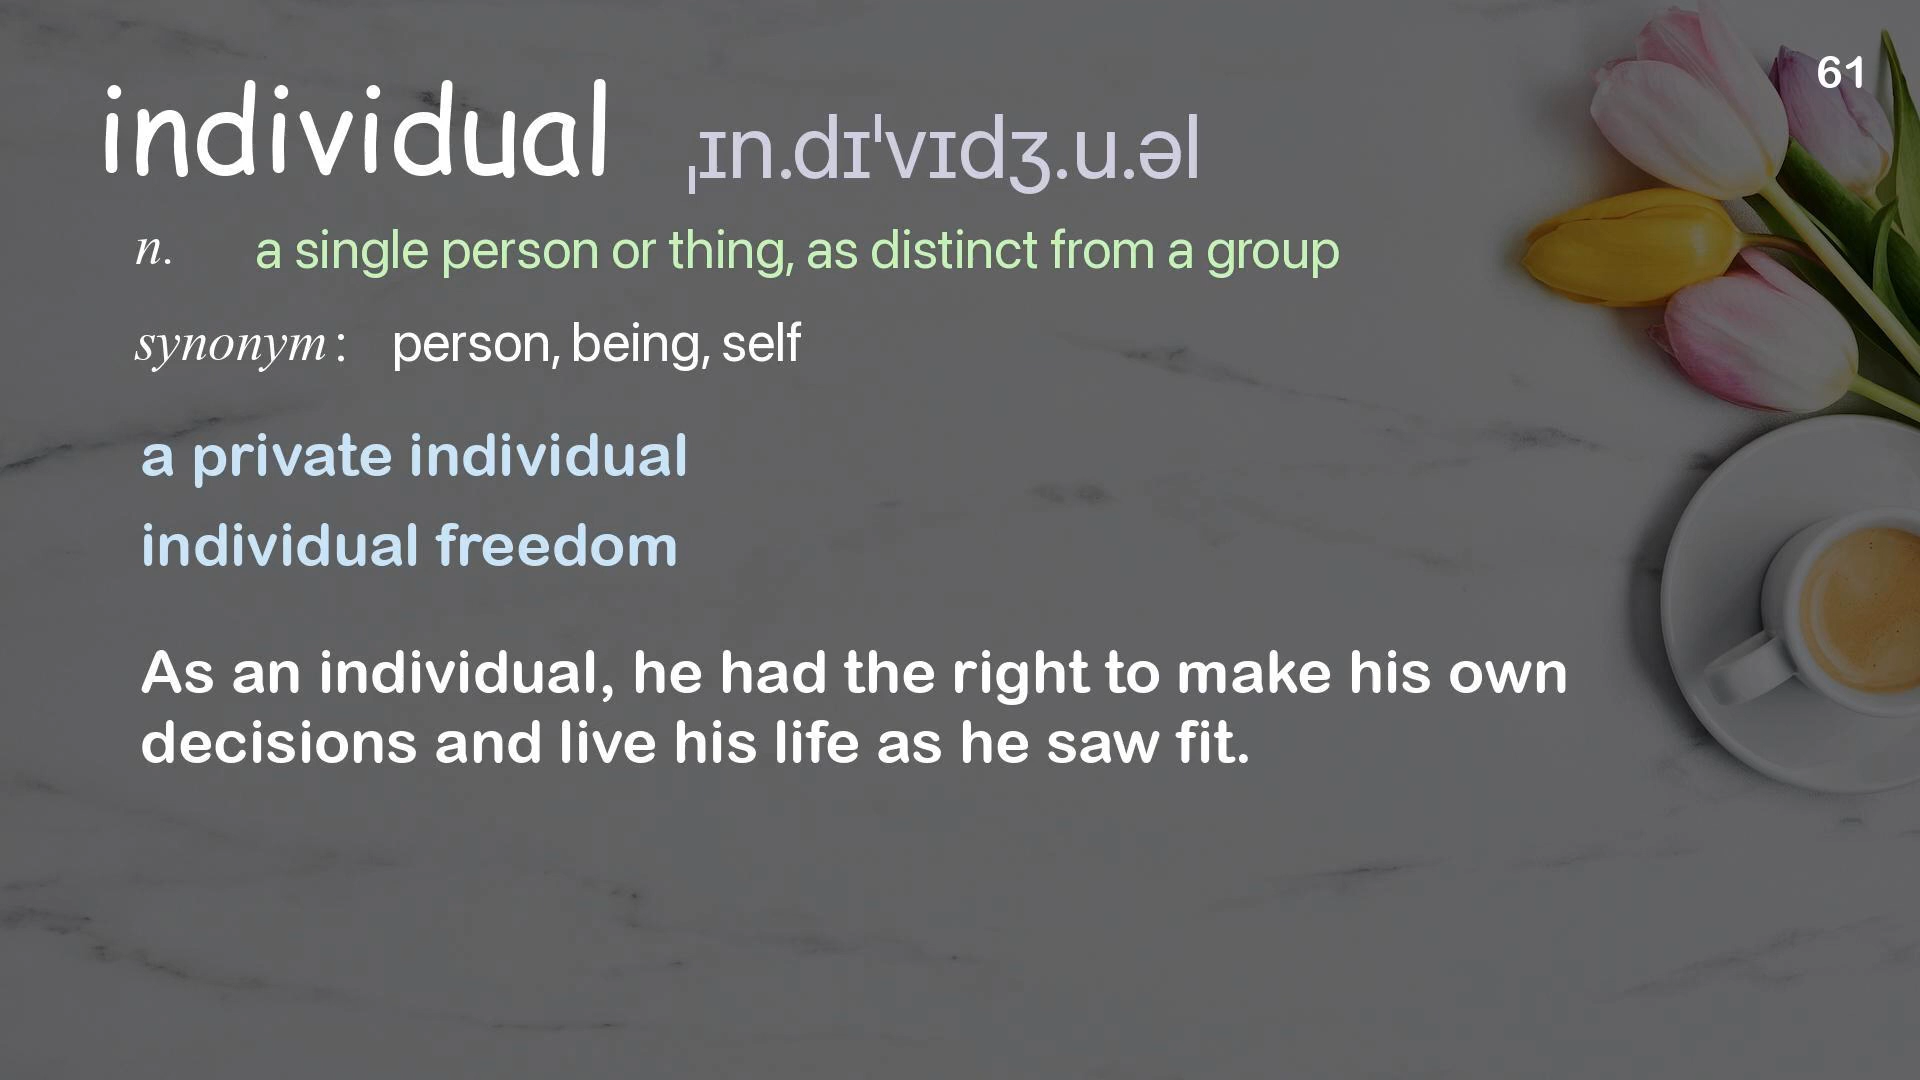 61
individual ˌɪn.dɪˈvɪdʒ.u.əl
n. a single person or thing, as distinct from a group
synonym: person, being, self
a private individual
individual freedom
As an individual, he had the right to make his own
decisions and live his life as he saw fit.